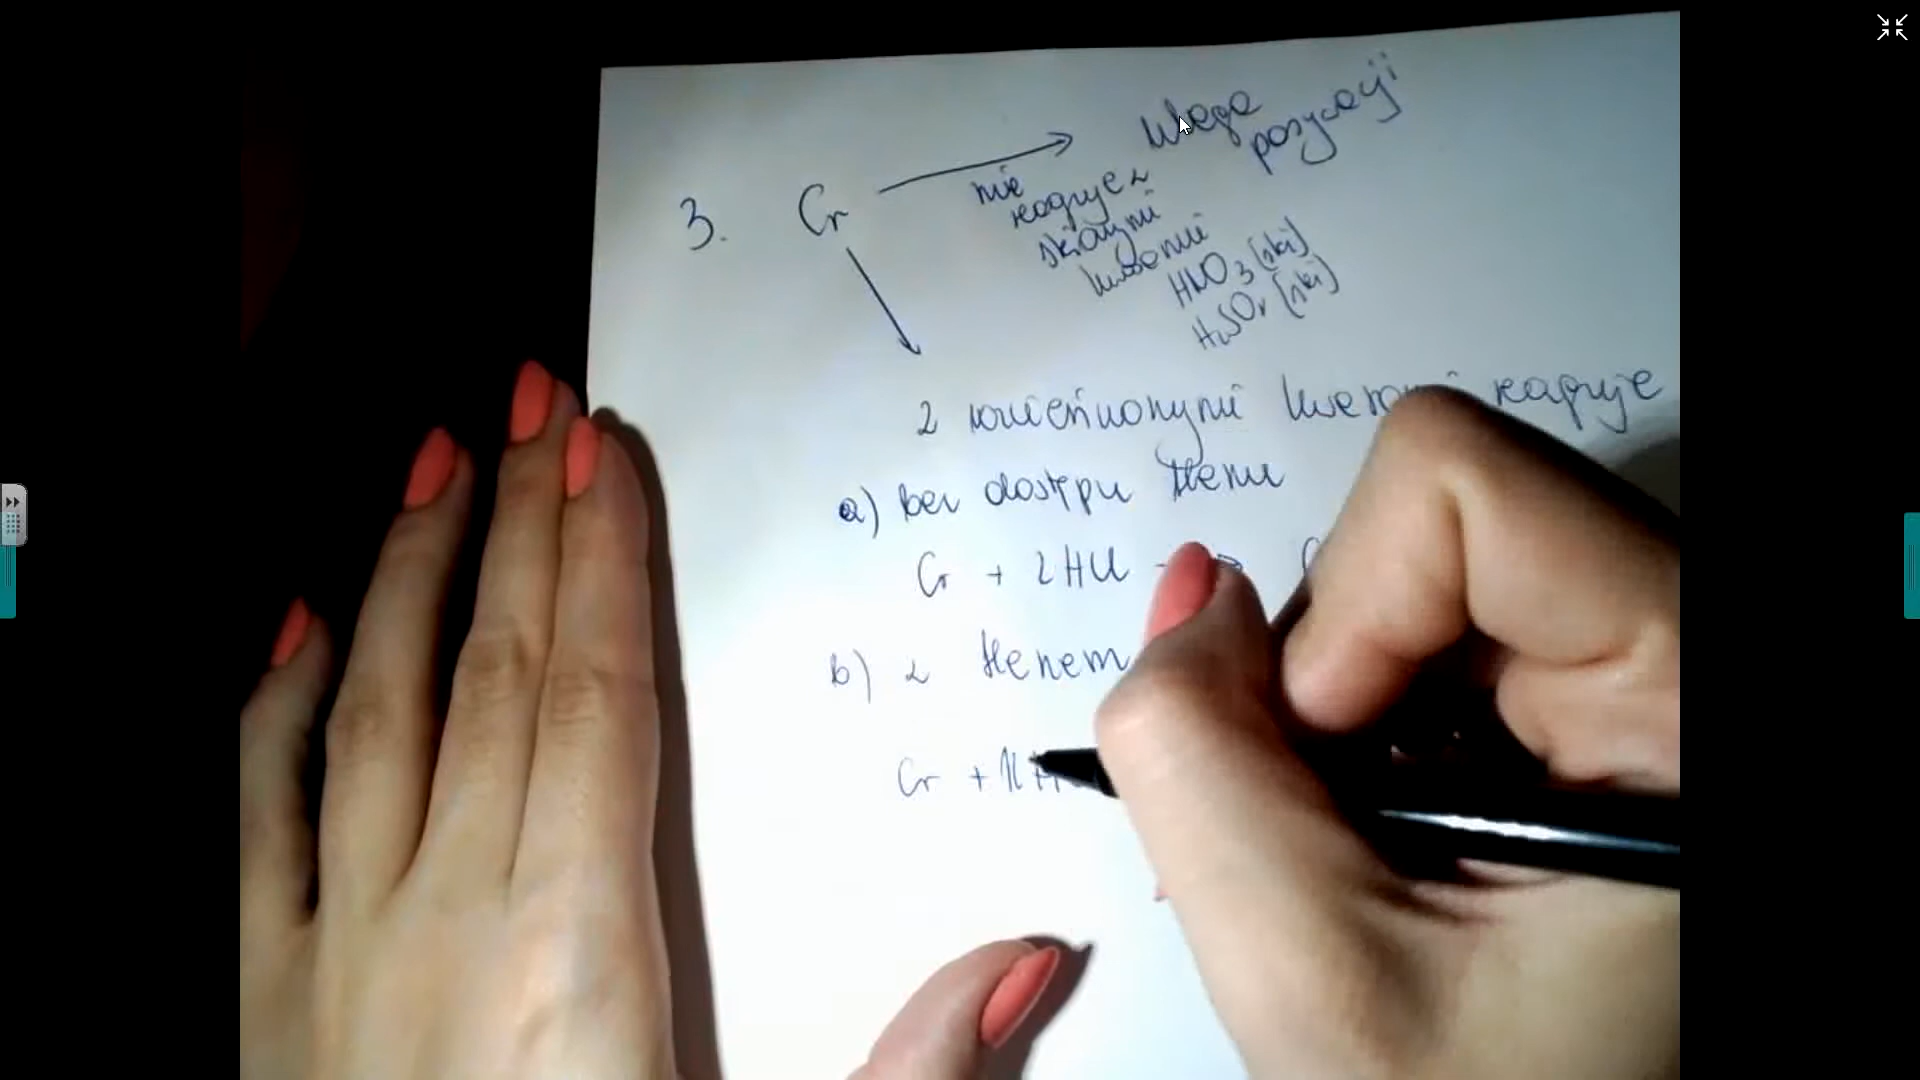 3. Cr → ulega pasywacji
nie
reaguje z
stężonymi
kwasami
HNO3 (stęż)
H2SO4 (stęż)
z rozcieńczonymi kwasami reaguje
a) bez dostępu tlenu
Cr + 2HCl → C
b) z tlenem
Cr +